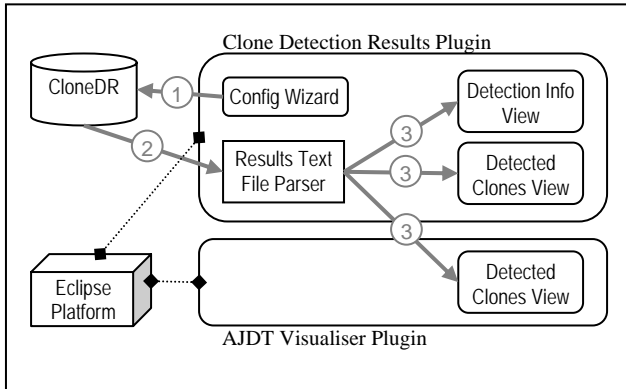 Clone Detection Results Plugin
CloneDR
1
Config Wizard
Detection Info
View
3
2
Results Text
File Parser
3
Detected
Clones View
3
Eclipse
Platform
Detected
Clones View
AJDT Visualiser Plugin